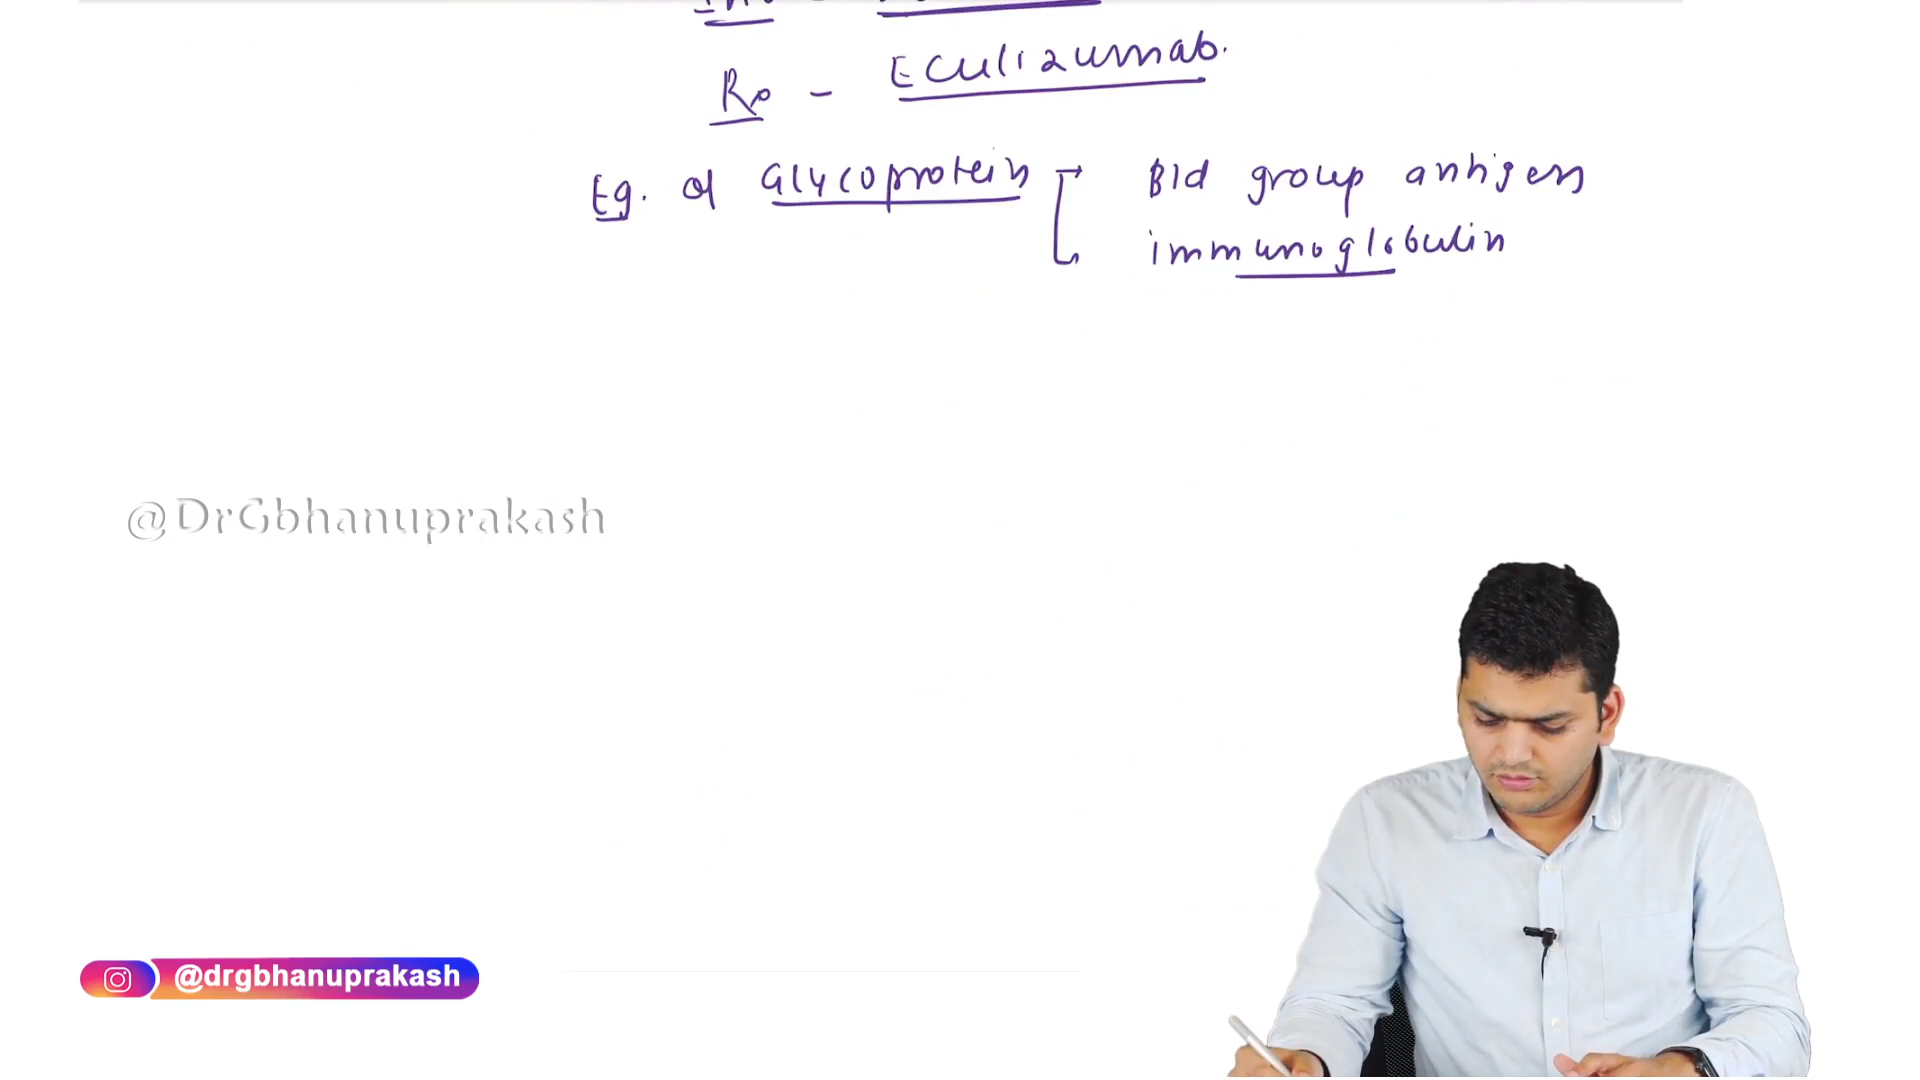 Rx - Eculizumab.
Eg. of Glycoprotein → Bld group antigens
immunoglobulin
@DrGbhanuprakash
@drgbhanuprakash